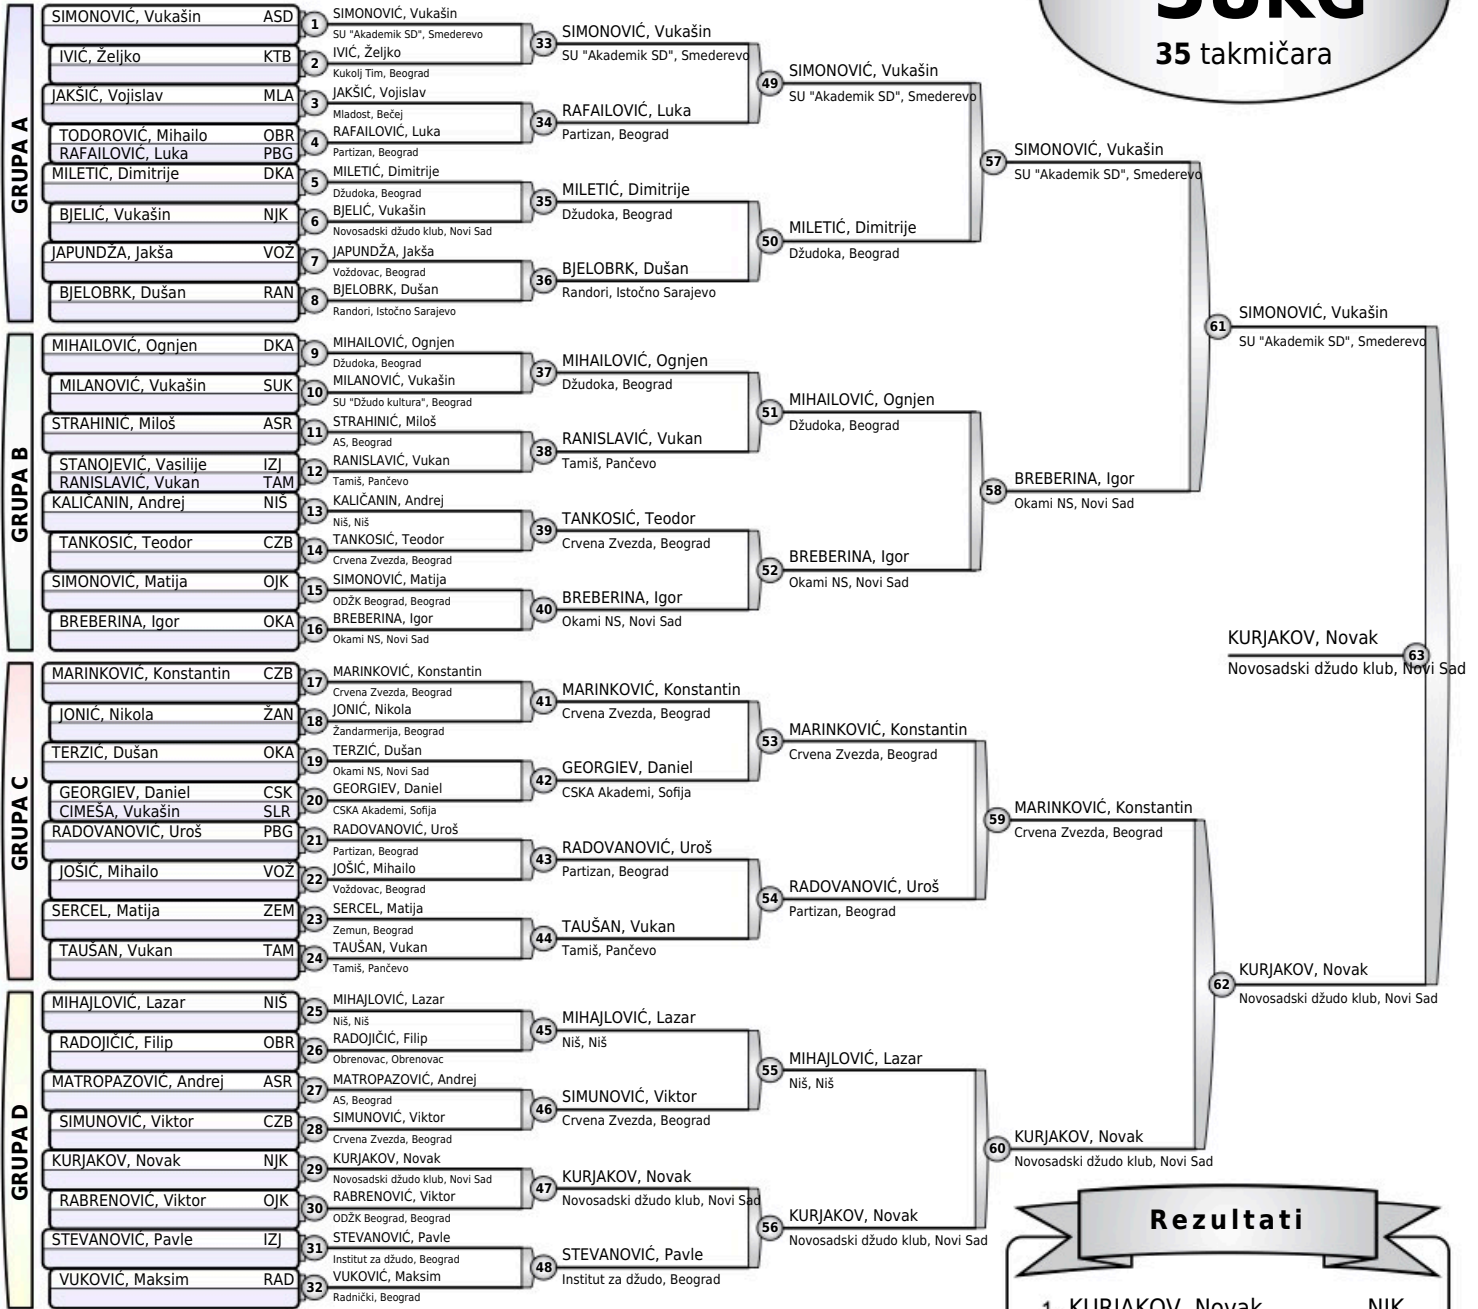 35 takmičara
GRUPA A
SIMONOVIĆ, Vukašin ASD
IVIĆ, Željko KTB
JAKŠIĆ, Vojislav MLA
TODOROVIĆ, Mihailo OBR
RAFAILOVIĆ, Luka PBG
MILETIĆ, Dimitrije DKA
BJELIĆ, Vukašin NJK
JAPUNDŽA, Jakša VOŽ
BJELOBRK, Dušan RAN
GRUPA B
MIHAILOVIĆ, Ognjen DKA
MILANOVIĆ, Vukašin SUK
STRAHINIĆ, Miloš ASR
STANOJEVIĆ, Vasilije IZJ
RANISLAVIĆ, Vukan TAM
KALIČANIN, Andrej NIŠ
TANKOSIĆ, Teodor CZB
SIMONOVIĆ, Matija OJK
BREBERINA, Igor OKA
GRUPA C
MARINKOVIĆ, Konstantin CZB
JONIĆ, Nikola ŽAN
TERZIĆ, Dušan OKA
GEORGIEV, Daniel CSK
CIMEŠA, Vukašin SLR
RADOVANOVIĆ, Uroš PBG
JOŠIĆ, Mihailo VOŽ
SERCEL, Matija ZEM
TAUŠAN, Vukan TAM
GRUPA D
MIHAJLOVIĆ, Lazar NIŠ
RADOJIČIĆ, Filip OBR
MATROPAZOVIĆ, Andrej ASR
SIMUNOVIĆ, Viktor CZB
KURJAKOV, Novak NJK
RABRENOVIĆ, Viktor OJK
STEVANOVIĆ, Pavle IZJ
VUKOVIĆ, Maksim RAD
1 SIMONOVIĆ, Vukašin
SU "Akademik SD", Smederevo
2 IVIĆ, Željko
Kukolj Tim, Beograd
3 JAKŠIĆ, Vojislav
Mladost, Bečej
4 RAFAILOVIĆ, Luka
Partizan, Beograd
5 MILETIĆ, Dimitrije
Džudoka, Beograd
6 BJELIĆ, Vukašin
Novosadski džudo klub, Novi Sad
7 JAPUNDŽA, Jakša
Voždovac, Beograd
8 BJELOBRK, Dušan
Randori, Istočno Sarajevo
9 MIHAILOVIĆ, Ognjen
Džudoka, Beograd
10 MILANOVIĆ, Vukašin
SU "Džudo kultura", Beograd
11 STRAHINIĆ, Miloš
AS, Beograd
12 RANISLAVIĆ, Vukan
Tamiš, Pančevo
13 KALIČANIN, Andrej
Niš, Niš
14 TANKOSIĆ, Teodor
Crvena Zvezda, Beograd
15 SIMONOVIĆ, Matija
ODŽK Beograd, Beograd
16 BREBERINA, Igor
Okami NS, Novi Sad
17 MARINKOVIĆ, Konstantin
Crvena Zvezda, Beograd
18 JONIĆ, Nikola
Žandarmerija, Beograd
19 TERZIĆ, Dušan
Okami NS, Novi Sad
20 GEORGIEV, Daniel
CSKA Akademi, Sofija
21 RADOVANOVIĆ, Uroš
Partizan, Beograd
22 JOŠIĆ, Mihailo
Voždovac, Beograd
23 SERCEL, Matija
Zemun, Beograd
24 TAUŠAN, Vukan
Tamiš, Pančevo
25 MIHAJLOVIĆ, Lazar
Niš, Niš
26 RADOJIČIĆ, Filip
Obrenovac, Obrenovac
27 MATROPAZOVIĆ, Andrej
AS, Beograd
28 SIMUNOVIĆ, Viktor
Crvena Zvezda, Beograd
29 KURJAKOV, Novak
Novosadski džudo klub, Novi Sad
30 RABRENOVIĆ, Viktor
ODŽK Beograd, Beograd
31 STEVANOVIĆ, Pavle
Institut za džudo, Beograd
32 VUKOVIĆ, Maksim
Radnički, Beograd
33 SIMONOVIĆ, Vukašin
SU "Akademik SD", Smederevo
34 RAFAILOVIĆ, Luka
Partizan, Beograd
35 MILETIĆ, Dimitrije
Džudoka, Beograd
36 BJELOBRK, Dušan
Randori, Istočno Sarajevo
37 MIHAILOVIĆ, Ognjen
Džudoka, Beograd
38 RANISLAVIĆ, Vukan
Tamiš, Pančevo
39 TANKOSIĆ, Teodor
Crvena Zvezda, Beograd
40 BREBERINA, Igor
Okami NS, Novi Sad
41 MARINKOVIĆ, Konstantin
Crvena Zvezda, Beograd
42 GEORGIEV, Daniel
CSKA Akademi, Sofija
43 RADOVANOVIĆ, Uroš
Partizan, Beograd
44 TAUŠAN, Vukan
Tamiš, Pančevo
45 MIHAJLOVIĆ, Lazar
Niš, Niš
46 SIMUNOVIĆ, Viktor
Crvena Zvezda, Beograd
47 KURJAKOV, Novak
Novosadski džudo klub, Novi Sad
48 STEVANOVIĆ, Pavle
Institut za džudo, Beograd
49 SIMONOVIĆ, Vukašin
SU "Akademik SD", Smederevo
50 MILETIĆ, Dimitrije
Džudoka, Beograd
51 MIHAILOVIĆ, Ognjen
Džudoka, Beograd
52 BREBERINA, Igor
Okami NS, Novi Sad
53 MARINKOVIĆ, Konstantin
Crvena Zvezda, Beograd
54 RADOVANOVIĆ, Uroš
Partizan, Beograd
55 MIHAJLOVIĆ, Lazar
Niš, Niš
56 KURJAKOV, Novak
Novosadski džudo klub, Novi Sad
57 SIMONOVIĆ, Vukašin
SU "Akademik SD", Smederevo
58 BREBERINA, Igor
Okami NS, Novi Sad
59 MARINKOVIĆ, Konstantin
Crvena Zvezda, Beograd
60 KURJAKOV, Novak
Novosadski džudo klub, Novi Sad
61 SIMONOVIĆ, Vukašin
SU "Akademik SD", Smederevo
62 KURJAKOV, Novak
Novosadski džudo klub, Novi Sad
KURJAKOV, Novak 63
Novosadski džudo klub, Novi Sad
Rezultati
1 KURJAKOV, Novak NJK